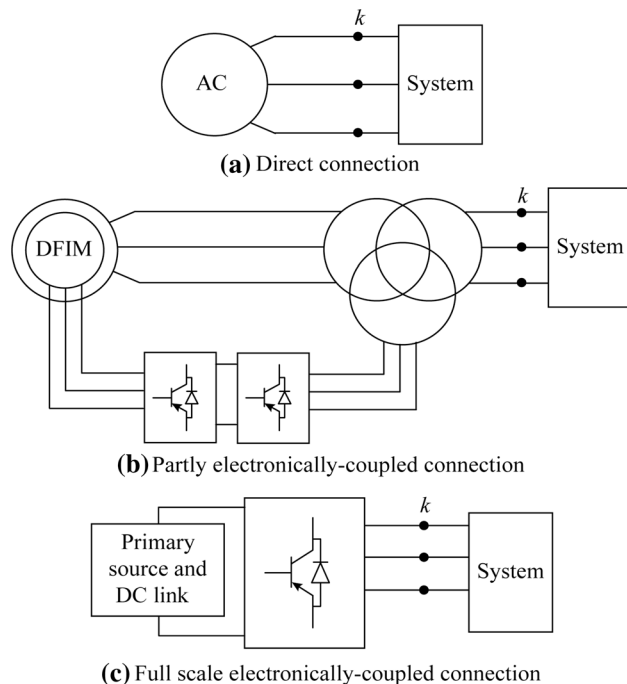 k
AC
System
(a) Direct connection
k
DFIM
System
(b) Partly electronically-coupled connection
k
Primary
source and
DC link
System
(c) Full scale electronically-coupled connection